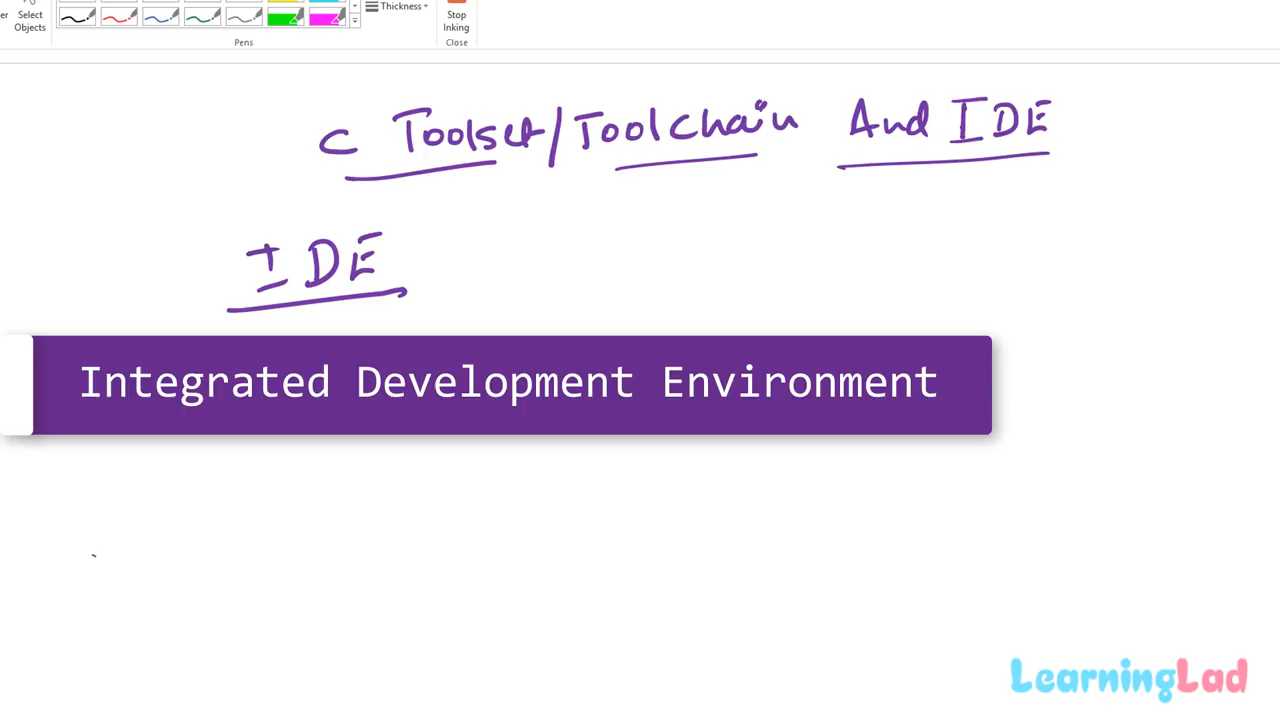 Select
Objects
Pens
Thickness
Stop
Inking
Close
C Toolset/Toolchain And IDE
IDE
Integrated Development Environment
LearningLad